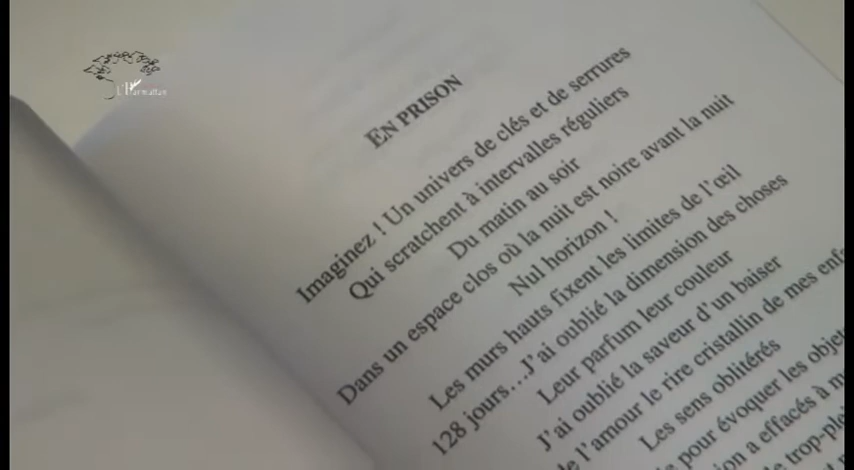 L'Harmattan
EN PRISON
Imaginez ! Un univers de clés et de serrures
Qui scratchent à intervalles réguliers
Du matin au soir
Dans un espace clos où la nuit est noire avant la nuit
Nul horizon !
Les murs hauts fixent les limites de l'œil
128 jours…J'ai oublié la dimension des choses
Leur parfum leur couleur
J'ai oublié la saveur d'un baiser
l'amour le rire cristallin de mes
Les sens oblitérés
pour évoquer les
a effacés à